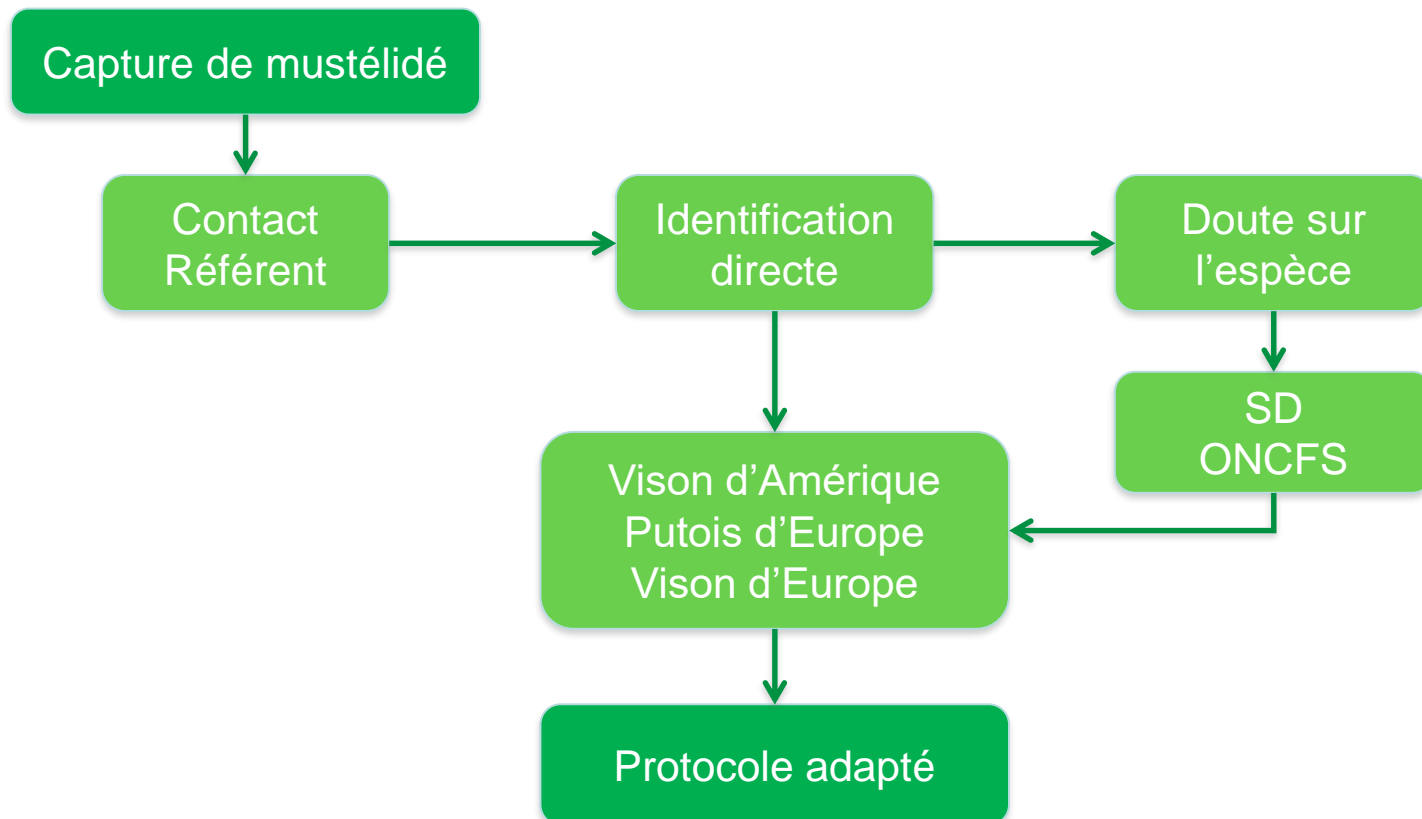 Capture de mustélidé
Contact
Référent
Identification
directe
Doute sur
l’espèce
SD
ONCFS
Vison d’Amérique
Putois d’Europe
Vison d’Europe
Protocole adapté